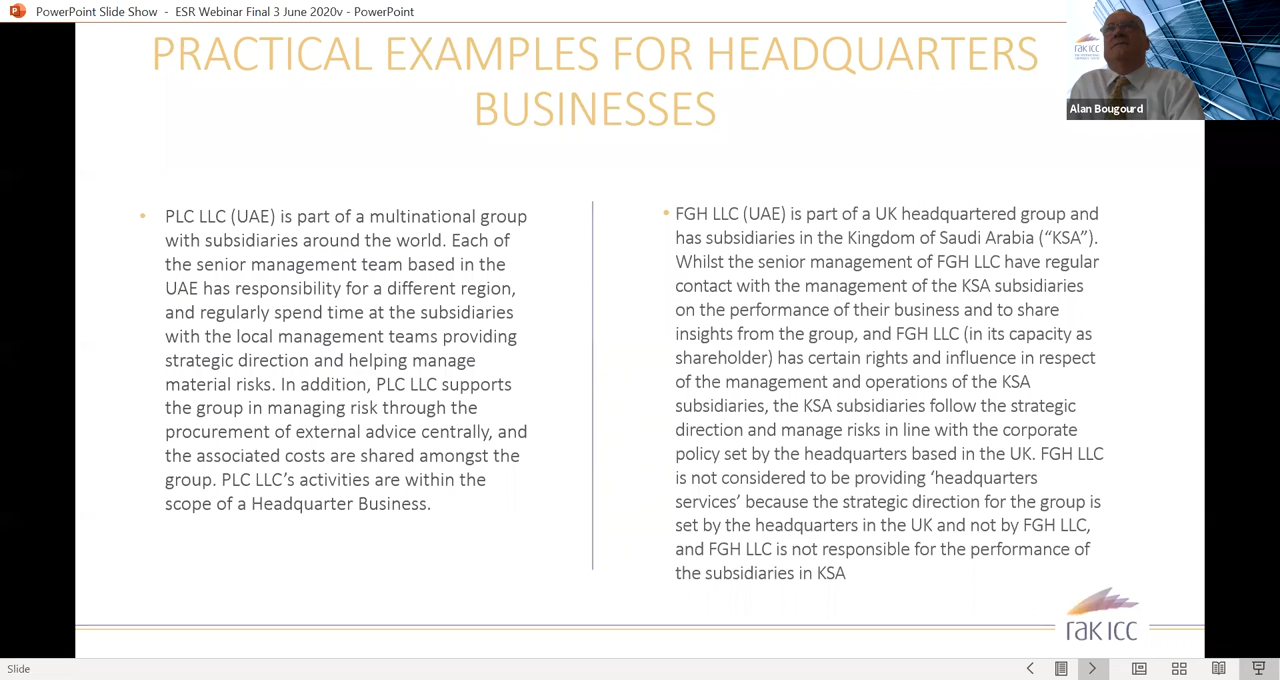 PowerPoint Slide Show - ESR Webinar Final 3 June 2020v - PowerPoint
PRACTICAL EXAMPLES FOR HEADQUARTERS
BUSINESSES
rak icc
Alan Bougourd
• PLC LLC (UAE) is part of a multinational group
with subsidiaries around the world. Each of
the senior management team based in the
UAE has responsibility for a different region,
and regularly spend time at the subsidiaries
with the local management teams providing
strategic direction and helping manage
material risks. In addition, PLC LLC supports
the group in managing risk through the
procurement of external advice centrally, and
the associated costs are shared amongst the
group. PLC LLC’s activities are within the
scope of a Headquarter Business.
• FGH LLC (UAE) is part of a UK headquartered group and
has subsidiaries in the Kingdom of Saudi Arabia (“KSA”).
Whilst the senior management of FGH LLC have regular
contact with the management of the KSA subsidiaries
on the performance of their business and to share
insights from the group, and FGH LLC (in its capacity as
shareholder) has certain rights and influence in respect
of the management and operations of the KSA
subsidiaries, the KSA subsidiaries follow the strategic
direction and manage risks in line with the corporate
policy set by the headquarters based in the UK. FGH LLC
is not considered to be providing ‘headquarters
services’ because the strategic direction for the group is
set by the headquarters in the UK and not by FGH LLC,
and FGH LLC is not responsible for the performance of
the subsidiaries in KSA
rak icc
Slide